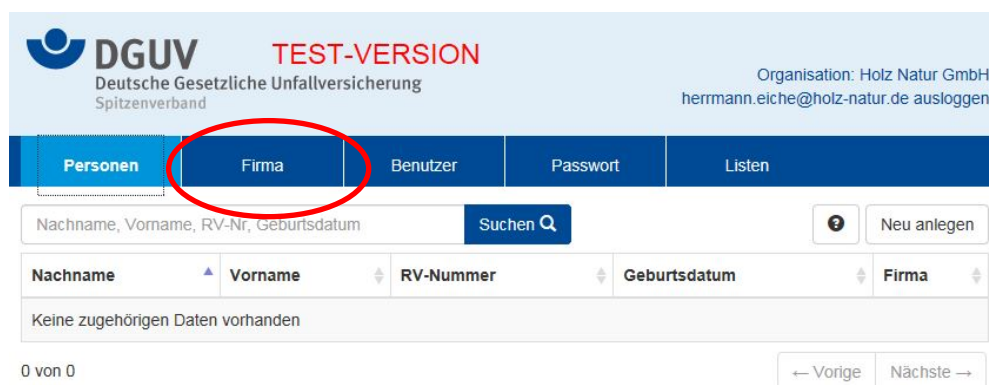 DGUV
TEST-VERSION
Deutsche Gesetzliche Unfallversicherung
Spitzenverband
Organisation: Holz Natur GmbH
herrmann.eiche@holz-natur.de ausloggen
Personen Firma Benutzer Passwort Listen
Nachname, Vorname, RV-Nr, Geburtsdatum Suchen Neu anlegen
Nachname Vorname RV-Nummer Geburtsdatum Firma
Keine zugehörigen Daten vorhanden
0 von 0 ← Vorige Nächste →